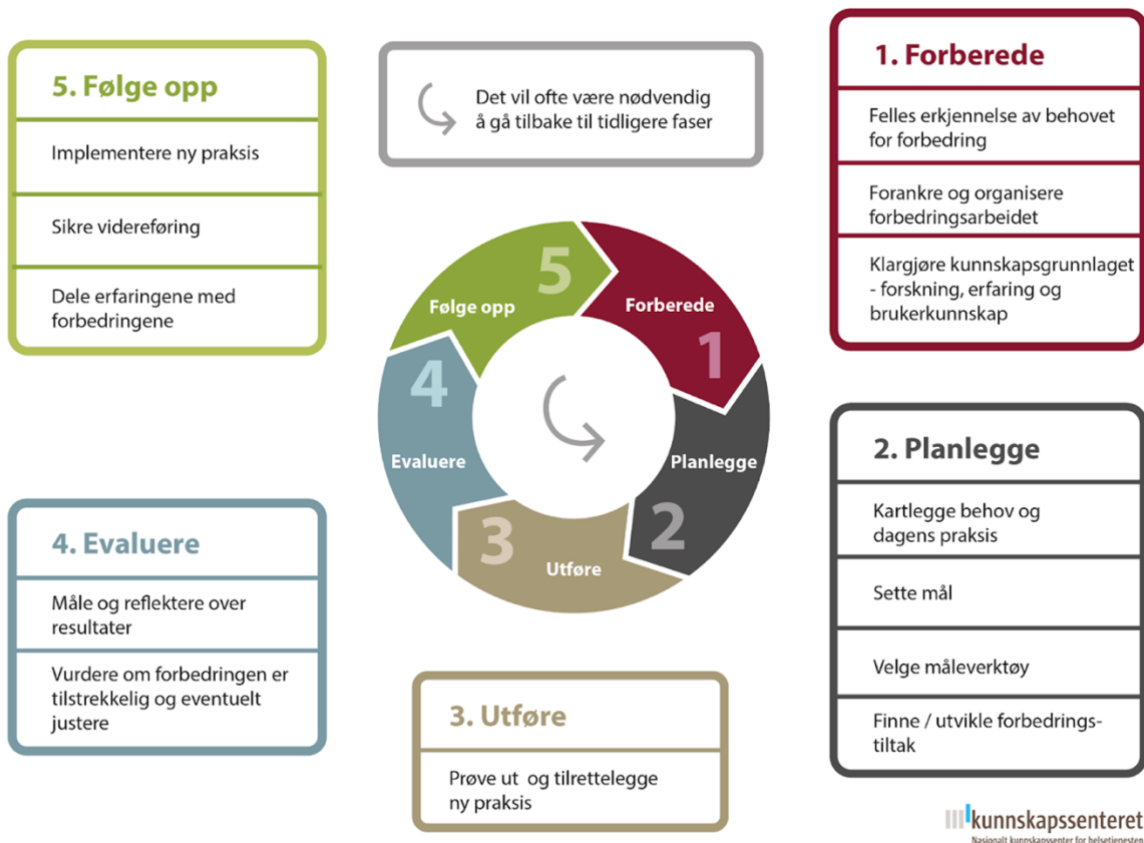 1. Forberede
Felles erkjennelse av behovet
for forbedring
Forankre og organisere
forbedringsarbeidet
Klargjøre kunnskapsgrunnlaget
- forskning, erfaring og
brukerkunnskap
2. Planlegge
Kartlegge behov og
dagens praksis
Sette mål
Velge måleverktøy
Finne / utvikle forbedrings-
tiltak
3. Utføre
Prøve ut og tilrettelegge
ny praksis
4. Evaluere
Måle og reflektere over
resultater
Vurdere om forbedringen er
tilstrekkelig og eventuelt
justere
5. Følge opp
Implementere ny praksis
Sikre videreføring
Dele erfaringene med
forbedringene
Det vil ofte være nødvendig
å gå tilbake til tidligere faser
Forberede
1
Planlegge
2
3
Utføre
4
Evaluere
5
Følge opp
kunnskapssenteret
Nasjonalt kunnskapssenter for helsetjenesten